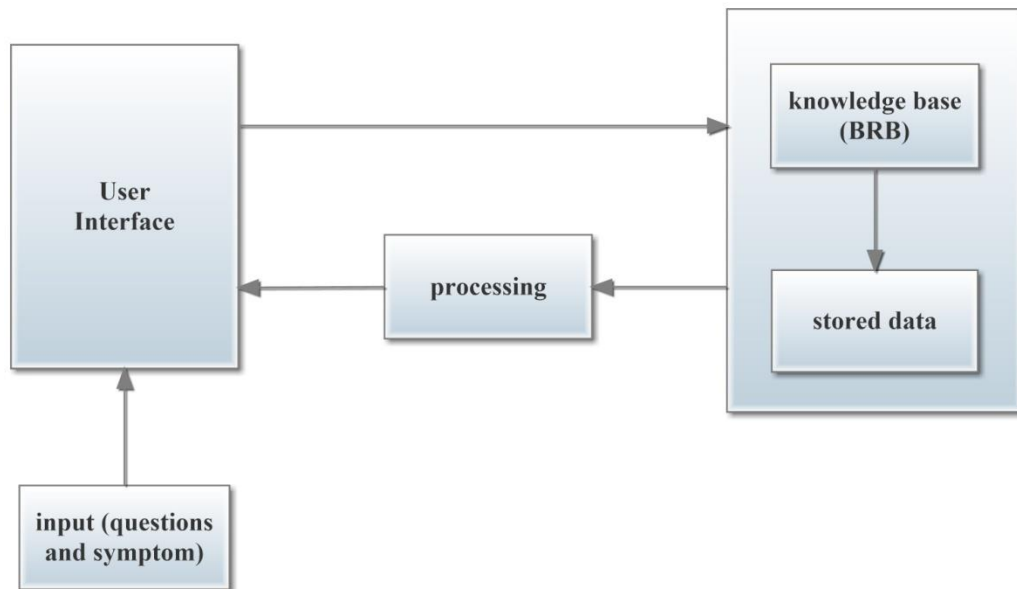 User
Interface
knowledge base
(BRB)
processing
stored data
input (questions
and symptom)